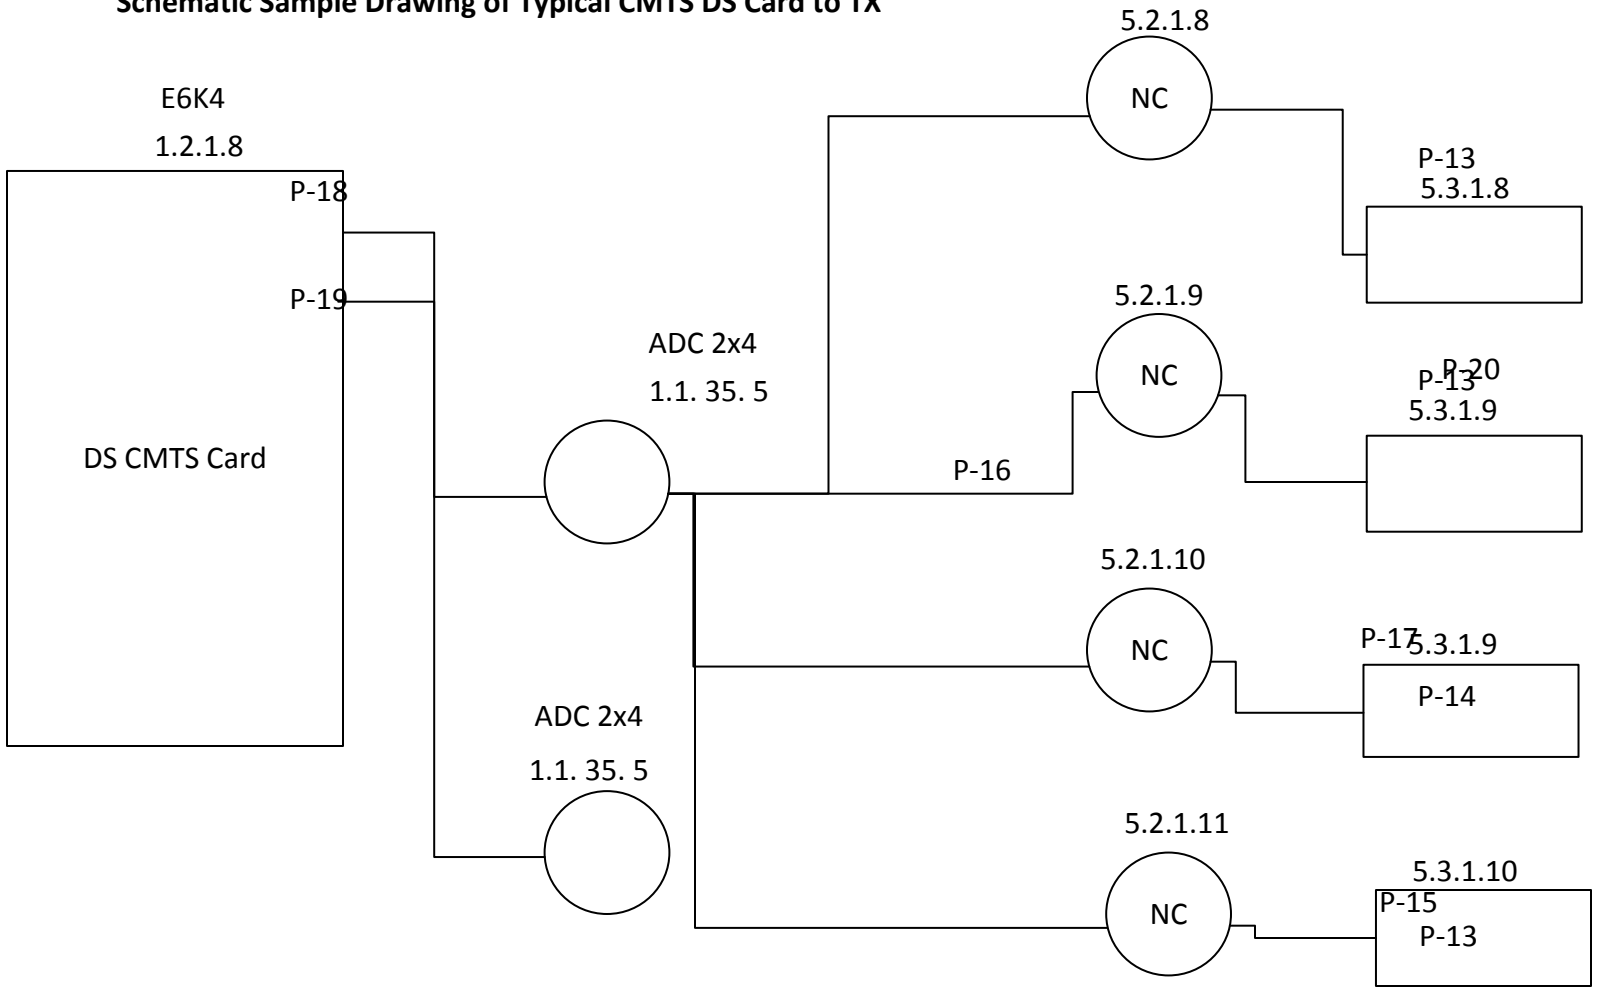 Schematic Sample Drawing of Typical CMTS DS Card to TX
5.2.1.8
NC
E6K4
1.2.1.8
P-18
P-19
DS CMTS Card
P-13
5.3.1.8
5.2.1.9
NC
ADC 2x4
1.1. 35. 5
P-20
P-13
5.3.1.9
P-16
5.2.1.10
NC
P-17
5.3.1.9
P-14
ADC 2x4
1.1. 35. 5
5.2.1.11
NC
5.3.1.10
P-15
P-13